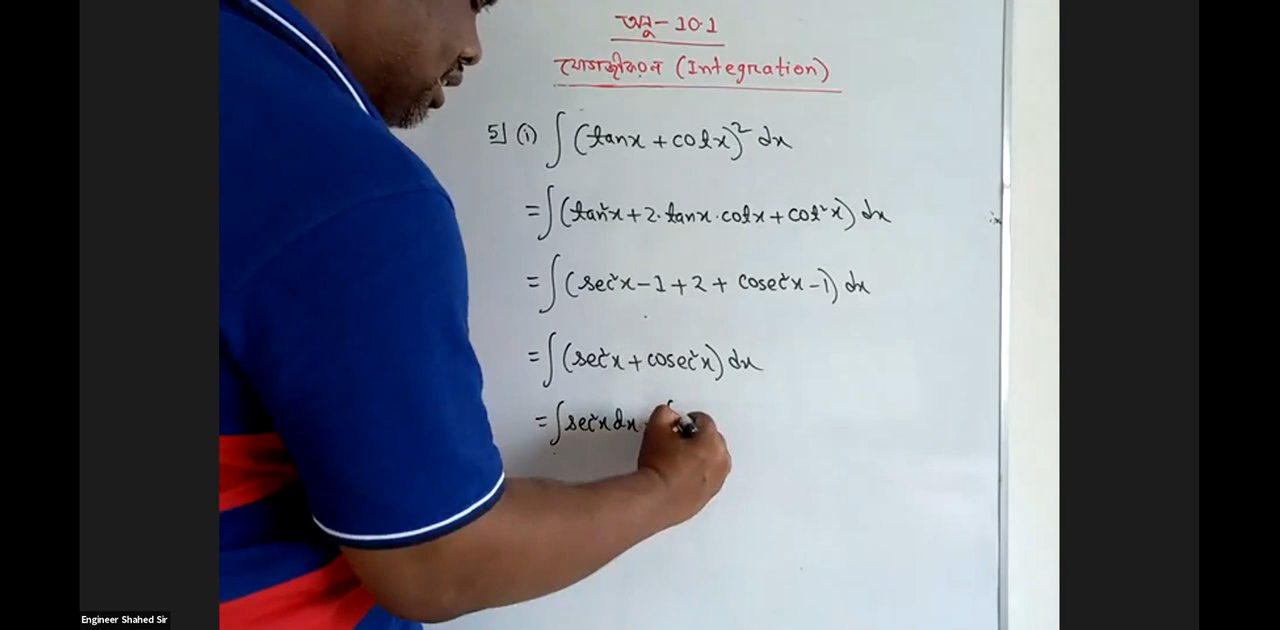 অনু-10.1
যোগজীকরন (Integration)
5] (i) ∫(tanx + cotx)² dx
= ∫(tan²x + 2. tanx . cotx + cot²x) dx
= ∫(sec²x - 1 + 2 + cosec²x - 1) dx
= ∫(sec²x + cosec²x) dx
= ∫sec²x dx
Engineer Shahed Sir